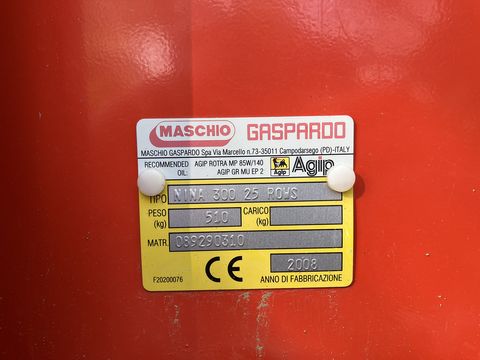 MASCHIO GASPARDO
MASCHIO GASPARDO Spa Via Marcello n.73-35011 Campodarsego (PD)-ITALY
RECOMMENDED OIL: AGIP ROTRA MP 85W/140 AGIP GR MU EP 2 Agip Agip
TIPO NINA 300 25 ROWS
PESO (kg) 510 CARICO (kg)
MATR. 089290310
CE 2008
F20200076 ANNO DI FABBRICAZIONE